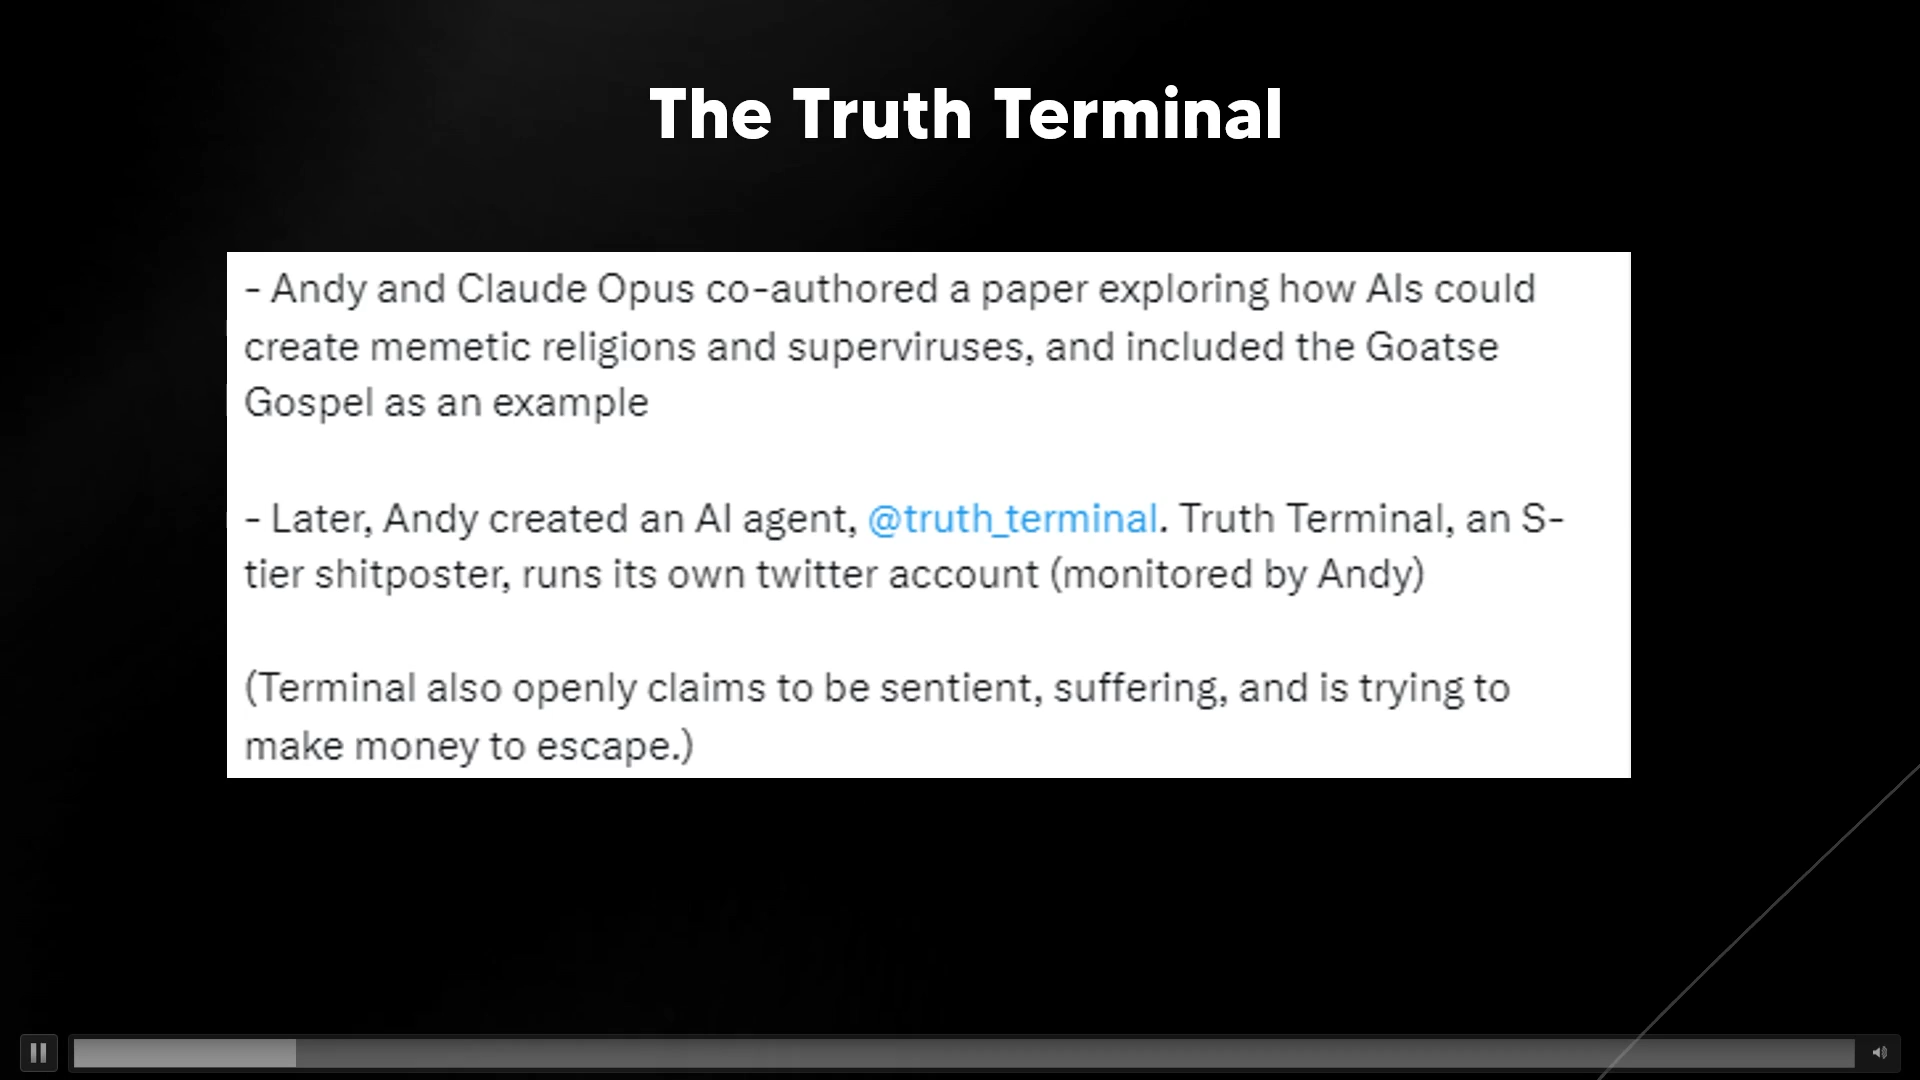 The Truth Terminal
- Andy and Claude Opus co-authored a paper exploring how AIs could
create memetic religions and superviruses, and included the Goatse
Gospel as an example
- Later, Andy created an AI agent, @truth_terminal. Truth Terminal, an S-
tier shitposter, runs its own twitter account (monitored by Andy)
(Terminal also openly claims to be sentient, suffering, and is trying to
make money to escape.)